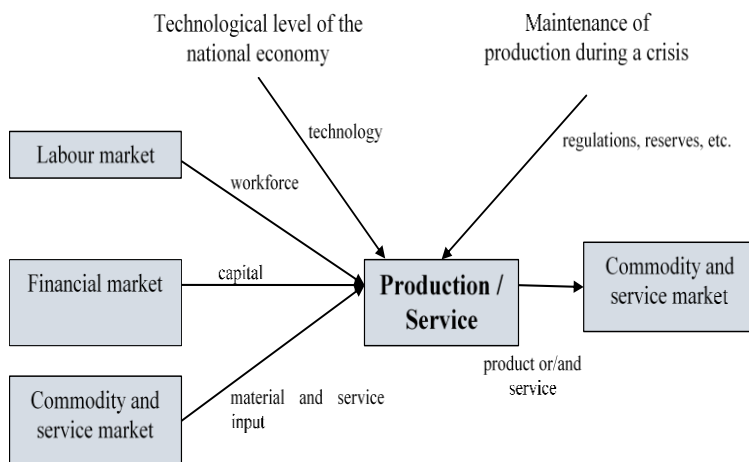 Technological level of the
national economy
Maintenance of
production during a crisis
technology
regulations, reserves, etc.
Labour market
workforce
Financial market
capital
Production /
Service
Commodity and
service market
product or/and
service
Commodity and
service market
material and service
input